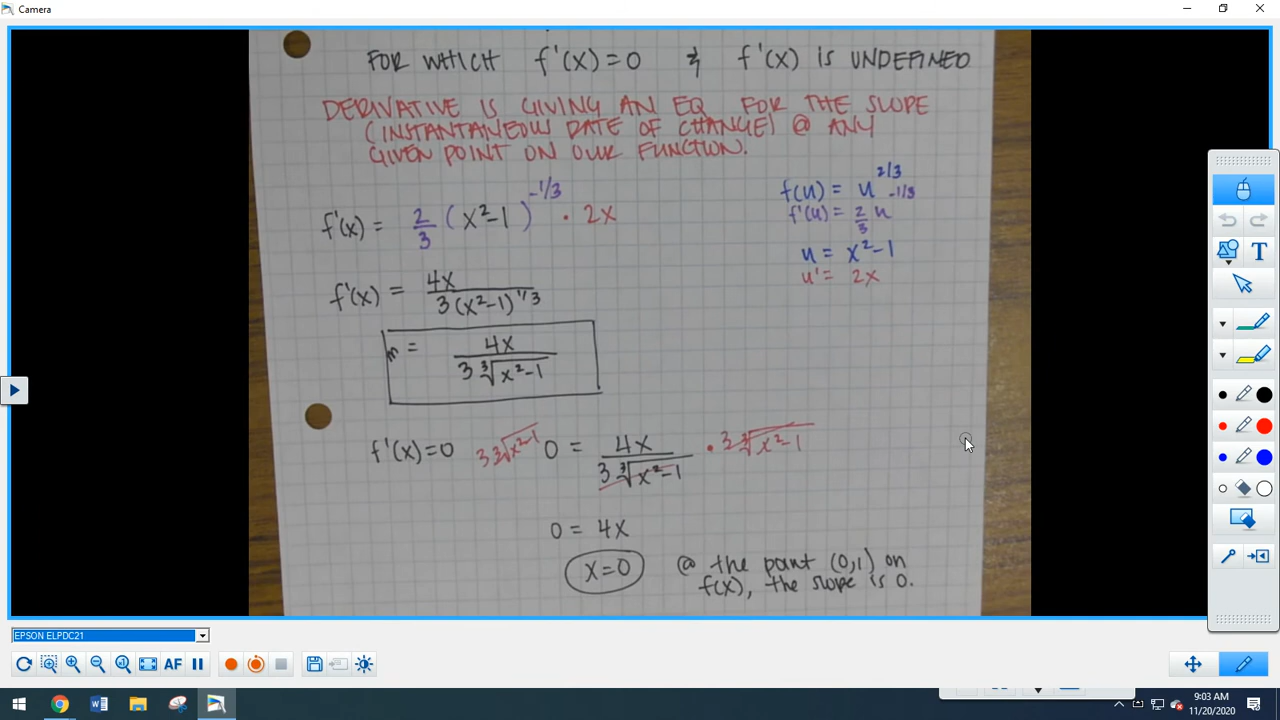 Camera
FOR WHICH f'(x)=0 & f'(x) IS UNDEFINED
DERIVATIVE IS GIVING AN EQ FOR THE SLOPE
(INSTANTANEOUS RATE OF CHANGE) @ ANY
GIVEN POINT ON OUR FUNCTION.
f(u) = u^2/3
f'(x) = 2/3 (x²-1)^-1/3 · 2x
f'(u) = 2/3 u^-1/3
u = x²-1
u' = 2x
f'(x) = 4x / 3(x²-1)^1/3
m = 4x / 3∛x²-1
f'(x)=0 3∛x²-1 0 = 4x / 3∛x²-1 · 3∛x²-1
0 = 4x
x=0 @ the point (0,1) on
f(x), the slope is 0.
EPSON ELPDC21
AF
9:03 AM
11/20/2020